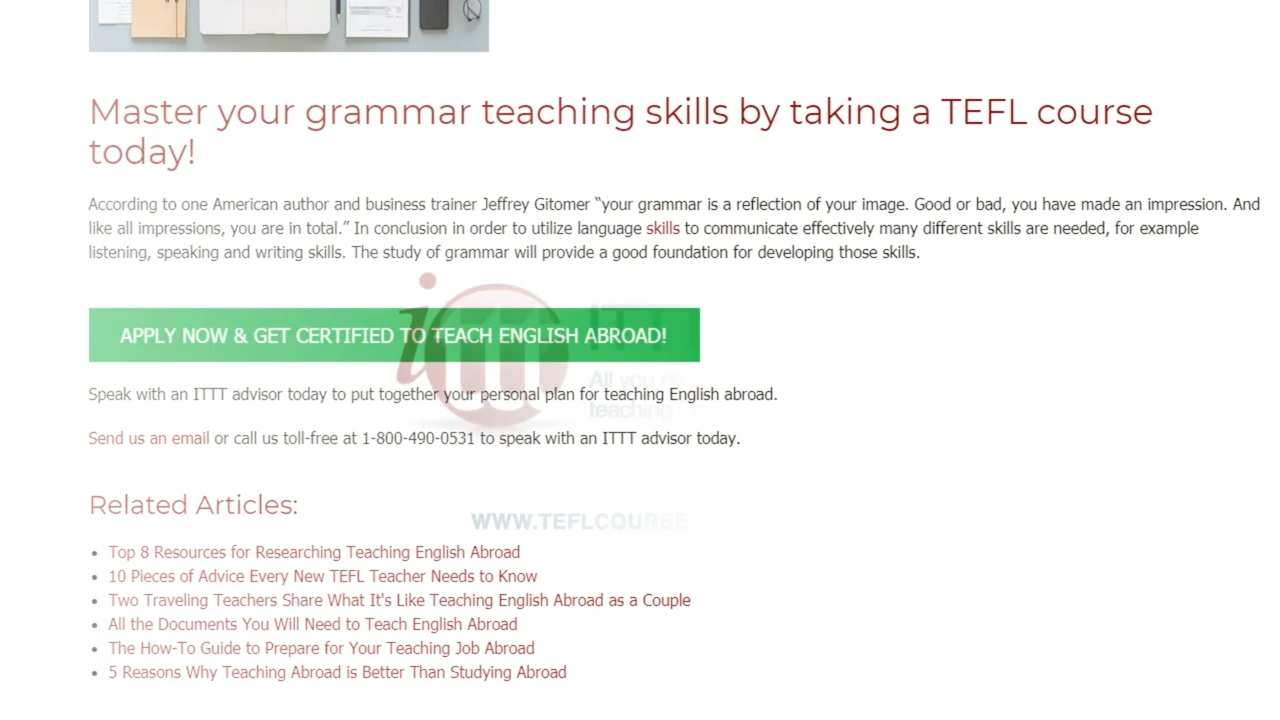 Master your grammar teaching skills by taking a TEFL course
today!
According to one American author and business trainer Jeffrey Gitomer “your grammar is a reflection of your image. Good or bad, you have made an impression. And
like all impressions, you are in total.” In conclusion in order to utilize language skills to communicate effectively many different skills are needed, for example
listening, speaking and writing skills. The study of grammar will provide a good foundation for developing those skills.
ittt
ITTT
APPLY NOW & GET CERTIFIED TO TEACH ENGLISH ABROAD!
All you
teaching
Speak with an ITTT advisor today to put together your personal plan for teaching English abroad.
Send us an email or call us toll-free at 1-800-490-0531 to speak with an ITTT advisor today.
Related Articles:
WWW.TEFLCOURSE
Top 8 Resources for Researching Teaching English Abroad
10 Pieces of Advice Every New TEFL Teacher Needs to Know
Two Traveling Teachers Share What It's Like Teaching English Abroad as a Couple
All the Documents You Will Need to Teach English Abroad
The How-To Guide to Prepare for Your Teaching Job Abroad
5 Reasons Why Teaching Abroad is Better Than Studying Abroad